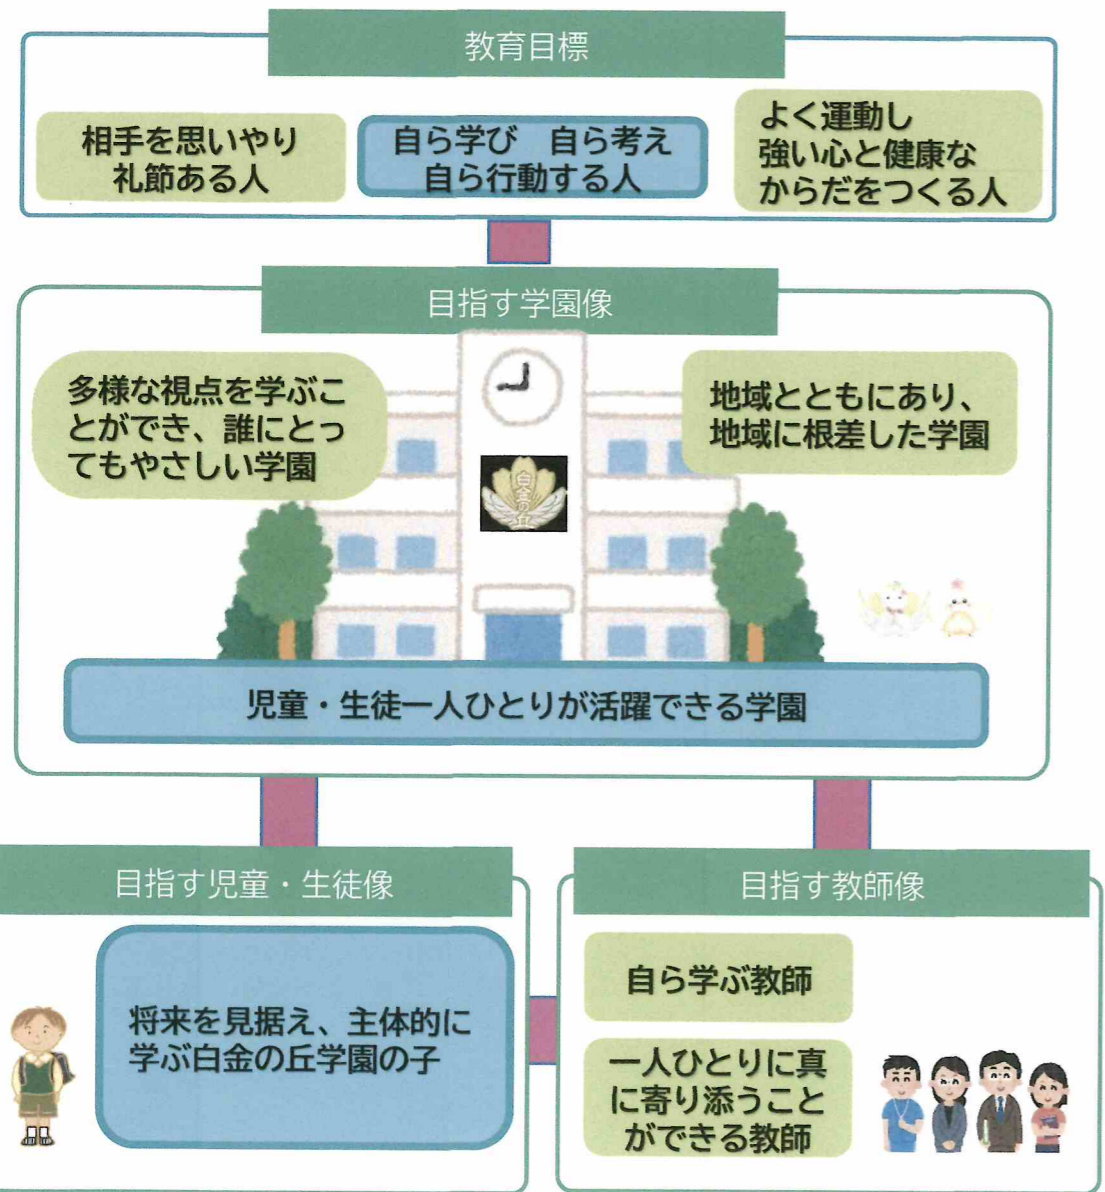 教育目標
相手を思いやり
礼節ある人
自ら学び　自ら考え
自ら行動する人
よく運動し
強い心と健康な
からだをつくる人
目指す学園像
多様な視点を学ぶこ
とができ、誰にとっ
てもやさしい学園
地域とともにあり、
地域に根差した学園
白金の丘
児童・生徒一人ひとりが活躍できる学園
目指す児童・生徒像
将来を見据え、主体的に
学ぶ白金の丘学園の子
目指す教師像
自ら学ぶ教師
一人ひとりに真
に寄り添うこと
ができる教師